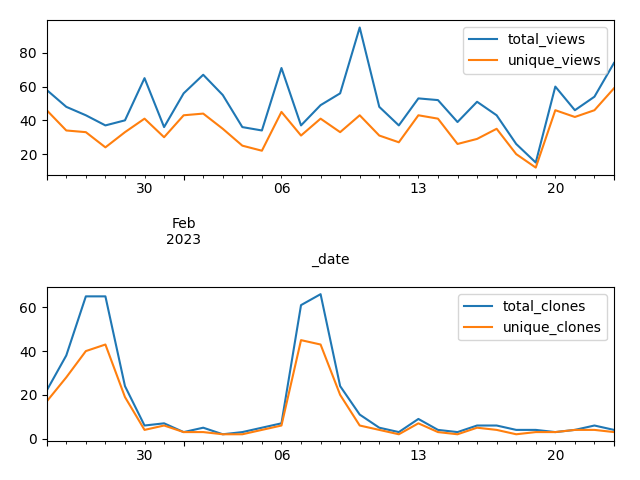 total_views
unique_views
80
60
40
20
30 06 13 20
Feb
2023
_date
total_clones
unique_clones
60
40
20
0
30 06 13 20